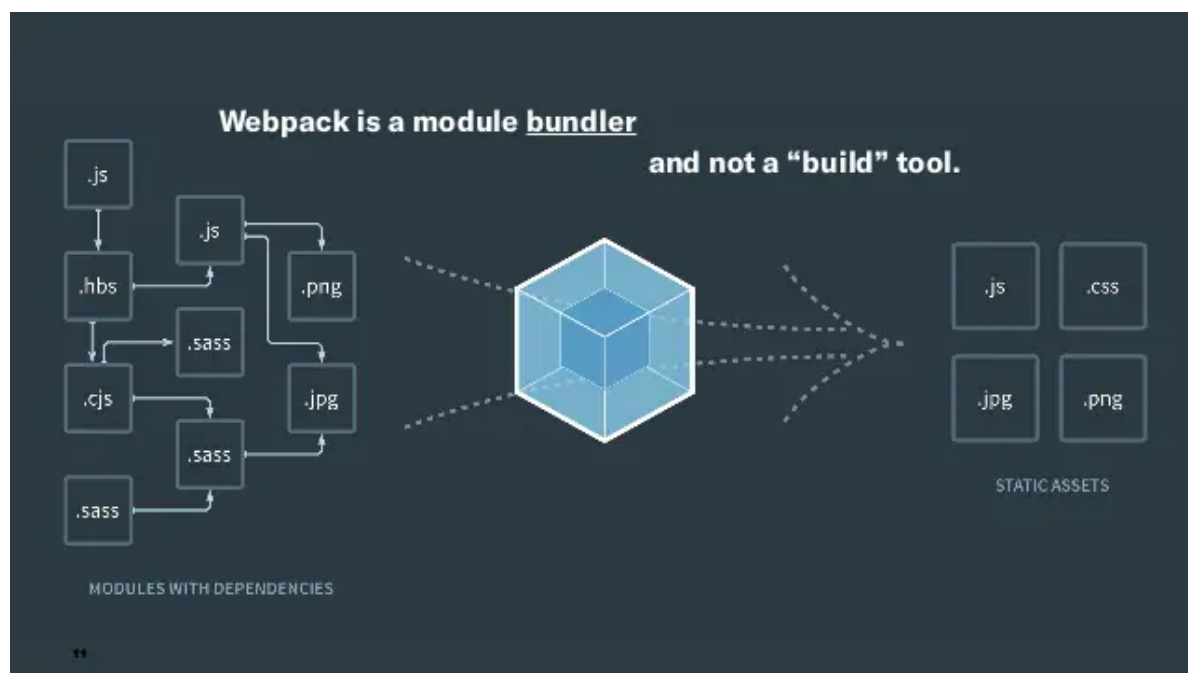 Webpack is a module bundler
and not a “build” tool.
.js
.js
.hbs
.png
.sass
.cjs
.jpg
.sass
.sass
MODULES WITH DEPENDENCIES
.js
.css
.jpg
.png
STATIC ASSETS
11